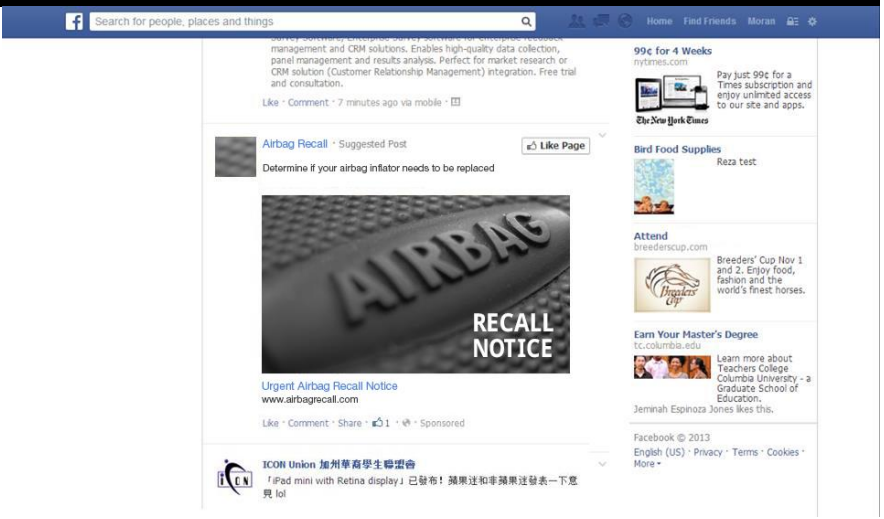 Search for people, places and things
Home Find Friends Moran
Survey Software, Enterprise Survey software for enterprise feedback
management and CRM solutions. Enables high-quality data collection,
panel management and results analysis. Perfect for market research or
CRM solution (Customer Relationship Management) integration. Free trial
and consultation.
Like · Comment · 7 minutes ago via mobile ·
Airbag Recall · Suggested Post
Like Page
Determine if your airbag inflator needs to be replaced
AIRBAG
RECALL
NOTICE
Urgent Airbag Recall Notice
www.airbagrecall.com
Like · Comment · Share · 1 · Sponsored
ICON Union 加州華裔學生聯盟會
「iPad mini with Retina display」已發布！蘋果迷和非蘋果迷發表一下意
見 lol
99¢ for 4 Weeks
nytimes.com
Pay just 99¢ for a
Times subscription and
enjoy unlimited access
to our site and apps.
The New York Times
Bird Food Supplies
Reza test
Attend
breederscup.com
Breeders' Cup Nov 1
and 2. Enjoy food,
fashion and the
world's finest horses.
Breeders'
Cup
Earn Your Master's Degree
tc.columbia.edu
Learn more about
Teachers College
Columbia University - a
Graduate School of
Education.
Jeminah Espinoza Jones likes this.
Facebook © 2013
English (US) · Privacy · Terms · Cookies ·
More